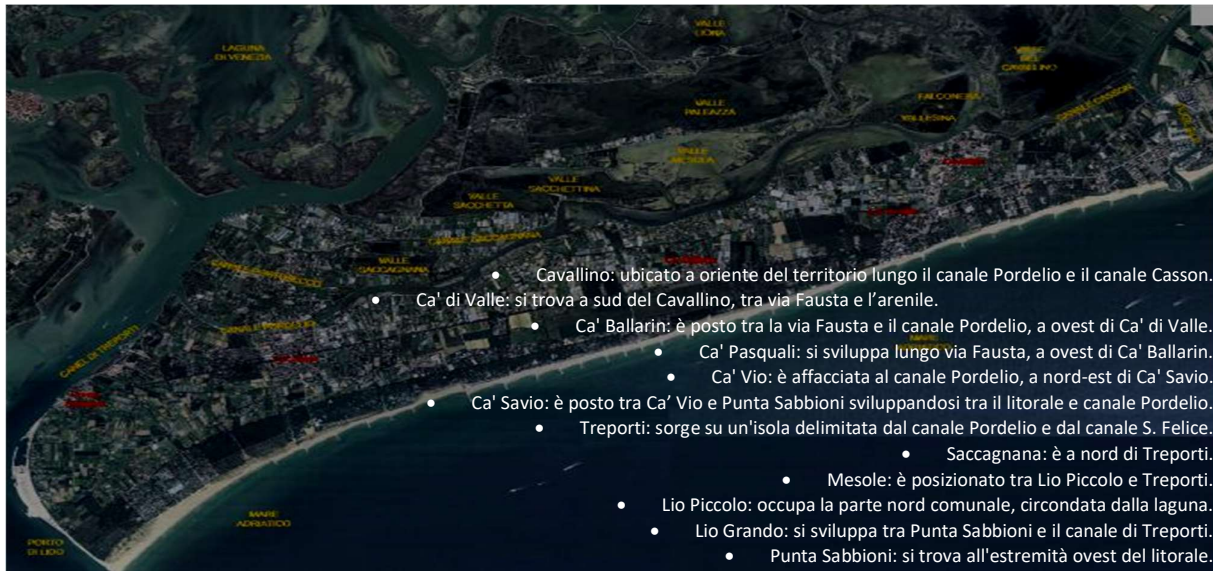 LAGUNA
DI VENEZIA
VALLE
LIONA
VALLE
CAVALLINO
VALLE
PALEAZZA
FALCONERA
VALLESINA
CANALE CASSON
VALLE
MESOLA
VALLE
SACCHETTINA
VALLE
SACCHETTA
CANALE SACCAGNANA
VALLE
SACCAGNANA
CANALE PORDELIO
CANEL DI TREPORTI
MARE
ADRIATICO
MARE
ADRIATICO
PORTO
DI LIDO
• Cavallino: ubicato a oriente del territorio lungo il canale Pordelio e il canale Casson.
• Ca' di Valle: si trova a sud del Cavallino, tra via Fausta e l’arenile.
• Ca' Ballarin: è posto tra la via Fausta e il canale Pordelio, a ovest di Ca' di Valle.
• Ca' Pasquali: si sviluppa lungo via Fausta, a ovest di Ca' Ballarin.
• Ca' Vio: è affacciata al canale Pordelio, a nord-est di Ca' Savio.
• Ca' Savio: è posto tra Ca’ Vio e Punta Sabbioni sviluppandosi tra il litorale e canale Pordelio.
• Treporti: sorge su un'isola delimitata dal canale Pordelio e dal canale S. Felice.
• Saccagnana: è a nord di Treporti.
• Mesole: è posizionato tra Lio Piccolo e Treporti.
• Lio Piccolo: occupa la parte nord comunale, circondata dalla laguna.
• Lio Grando: si sviluppa tra Punta Sabbioni e il canale di Treporti.
• Punta Sabbioni: si trova all'estremità ovest del litorale.